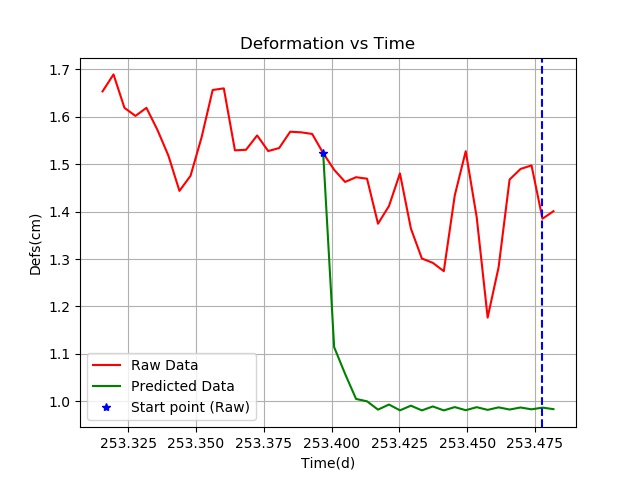 Deformation vs Time
Defs(cm)
1.7
1.6
1.5
1.4
1.3
1.2
1.1
1.0
Raw Data
Predicted Data
Start point (Raw)
253.325 253.350 253.375 253.400 253.425 253.450 253.475
Time(d)